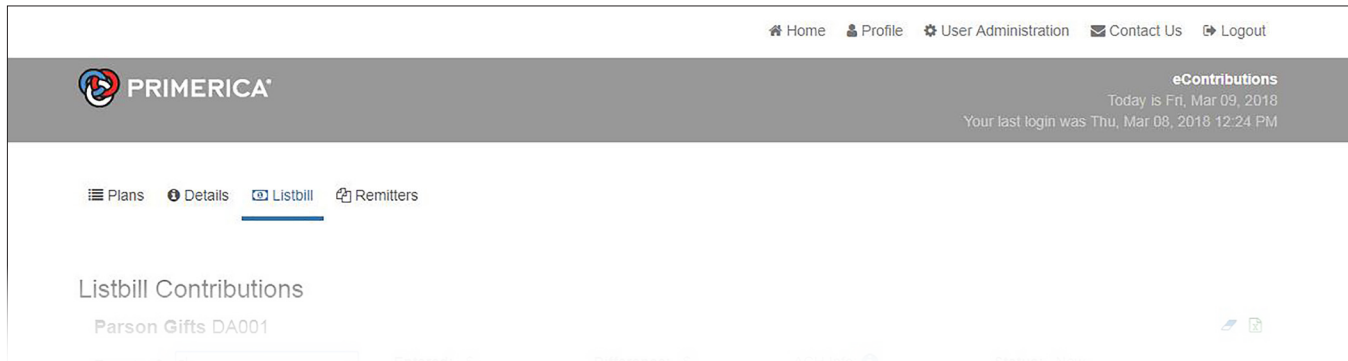 Home Profile User Administration Contact Us Logout
PRIMERICA
eContributions
Today is Fri, Mar 09, 2018
Your last login was Thu, Mar 08, 2018 12:24 PM
Plans Details Listbill Remitters
Listbill Contributions
Parson Gifts DA001